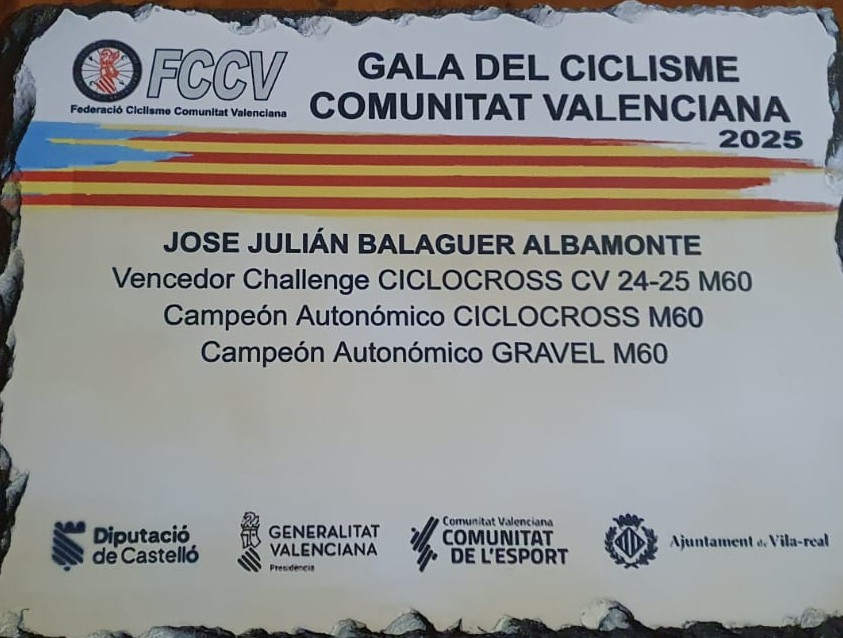 FCCV
Federació Ciclisme Comunitat Valenciana
GALA DEL CICLISME
COMUNITAT VALENCIANA
2025
JOSE JULIÁN BALAGUER ALBAMONTE
Vencedor Challenge CICLOCROSS CV 24-25 M60
Campeón Autonómico CICLOCROSS M60
Campeón Autonómico GRAVEL M60
Diputació
de Castelló
GENERALITAT
VALENCIANA
Presidència
Comunitat Valenciana
COMUNITAT
DE L'ESPORT
Ajuntament de Vila-real